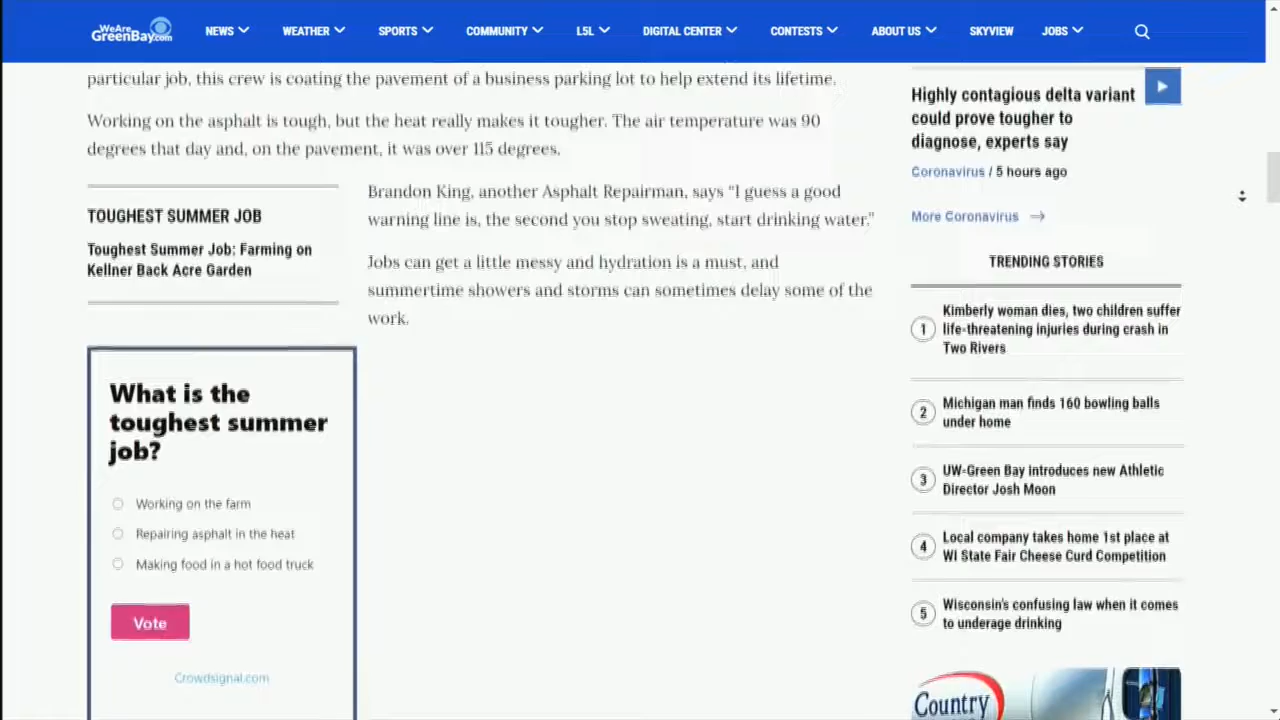 WeAre
GreenBay.com
NEWS
WEATHER
SPORTS
COMMUNITY
L5L
DIGITAL CENTER
CONTESTS
ABOUT US
SKYVIEW
JOBS
particular job, this crew is coating the pavement of a business parking lot to help extend its lifetime.
Working on the asphalt is tough, but the heat really makes it tougher. The air temperature was 90
degrees that day and, on the pavement, it was over 115 degrees.
TOUGHEST SUMMER JOB
Toughest Summer Job: Farming on
Kellner Back Acre Garden
Brandon King, another Asphalt Repairman, says “I guess a good
warning line is, the second you stop sweating, start drinking water.”
Jobs can get a little messy and hydration is a must, and
summertime showers and storms can sometimes delay some of the
work.
What is the
toughest summer
job?
Working on the farm
Repairing asphalt in the heat
Making food in a hot food truck
Vote
Crowdsignal.com
Highly contagious delta variant
could prove tougher to
diagnose, experts say
Coronavirus / 5 hours ago
More Coronavirus
TRENDING STORIES
1
Kimberly woman dies, two children suffer
life-threatening injuries during crash in
Two Rivers
2
Michigan man finds 160 bowling balls
under home
3
UW-Green Bay introduces new Athletic
Director Josh Moon
4
Local company takes home 1st place at
WI State Fair Cheese Curd Competition
5
Wisconsin's confusing law when it comes
to underage drinking
Country